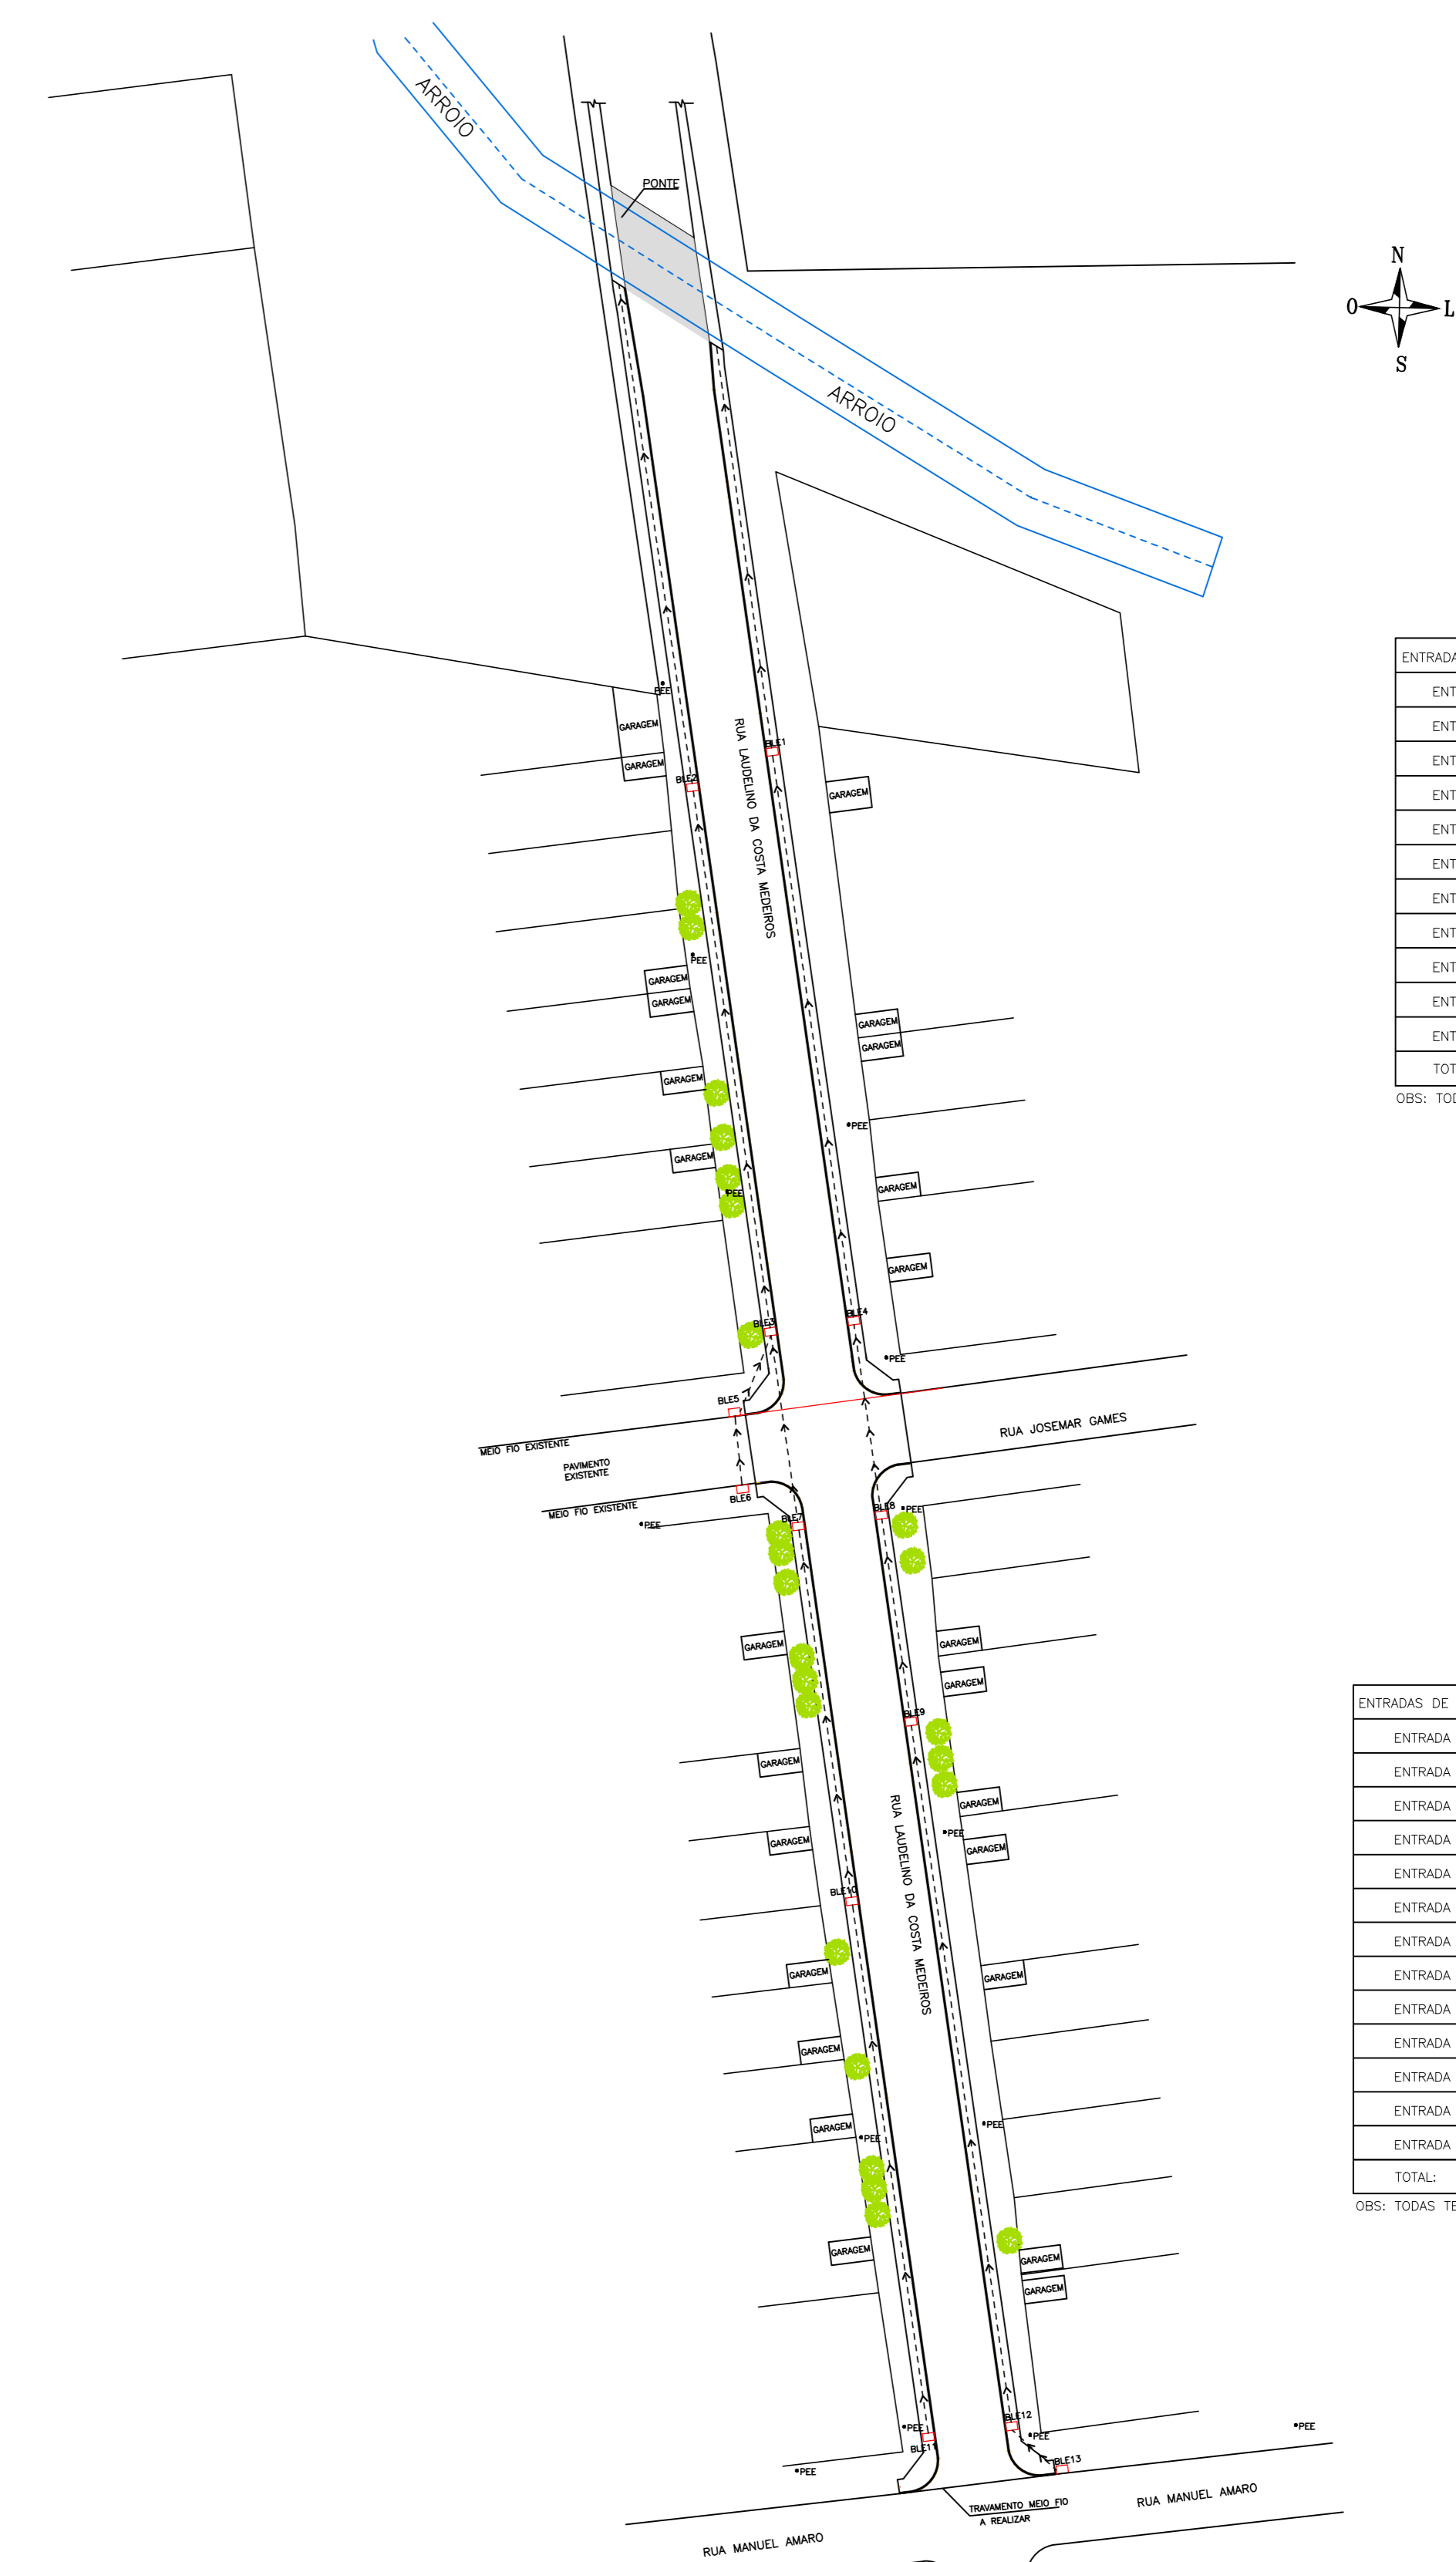 ARROIO
PONTE
N
O
L
S
ARROIO
ENTRADA
PEE
GARAGEM
GARAGEM
BLE1
BLE2
RUA LAUDELINO DA COSTA MEDEIROS
GARAGEM
ENT
ENT
ENT
ENT
ENT
ENT
ENT
ENT
ENT
ENT
ENT
TOT
OBS: TOD
PEE
GARAGEM
GARAGEM
GARAGEM
GARAGEM
GARAGEM
PEE
GARAGEM
GARAGEM
PEE
GARAGEM
BLE3
BLE4
PEE
BLE5
RUA JOSEMAR GAMES
MEIO FIO EXISTENTE
PAVIMENTO
EXISTENTE
BLE6
MEIO FIO EXISTENTE
PEE
BLE7
BLE8
PEE
GARAGEM
GARAGEM
GARAGEM
BLE9
GARAGEM
GARAGEM
PEE
GARAGEM
GARAGEM
RUA LAUDELINO DA COSTA MEDEIROS
BLE10
GARAGEM
GARAGEM
GARAGEM
GARAGEM
PEE
PEE
GARAGEM
GARAGEM
GARAGEM
ENTRADAS DE
ENTRADA
ENTRADA
ENTRADA
ENTRADA
ENTRADA
ENTRADA
ENTRADA
ENTRADA
ENTRADA
ENTRADA
ENTRADA
ENTRADA
ENTRADA
TOTAL:
OBS: TODAS TE
BLE12
PEE
PEE
PEE
BLE11
BLE13
PEE
TRAVAMENTO MEIO FIO
A REALIZAR
RUA MANUEL AMARO
RUA MANUEL AMARO